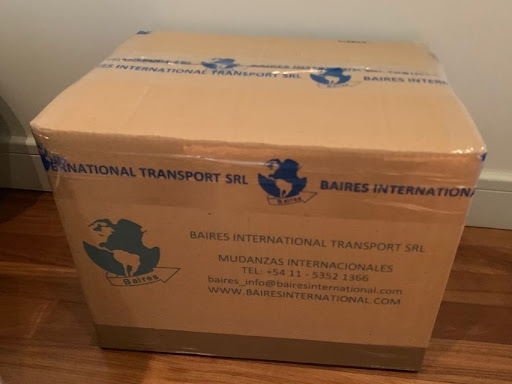 ES INTERNATIONAL TRANSPORT SRL BAIRES
ERNATIONAL TRANSPORT SRL Baires BAIRES INTERNATIONA
BAIRES INTERNATIONAL TRANSPORT SRL
MUDANZAS INTERNACIONALES
TEL: +54 11 - 5352 1366
baires_info@bairesinternational.com
WWW.BAIRESINTERNATIONAL.COM
Baires